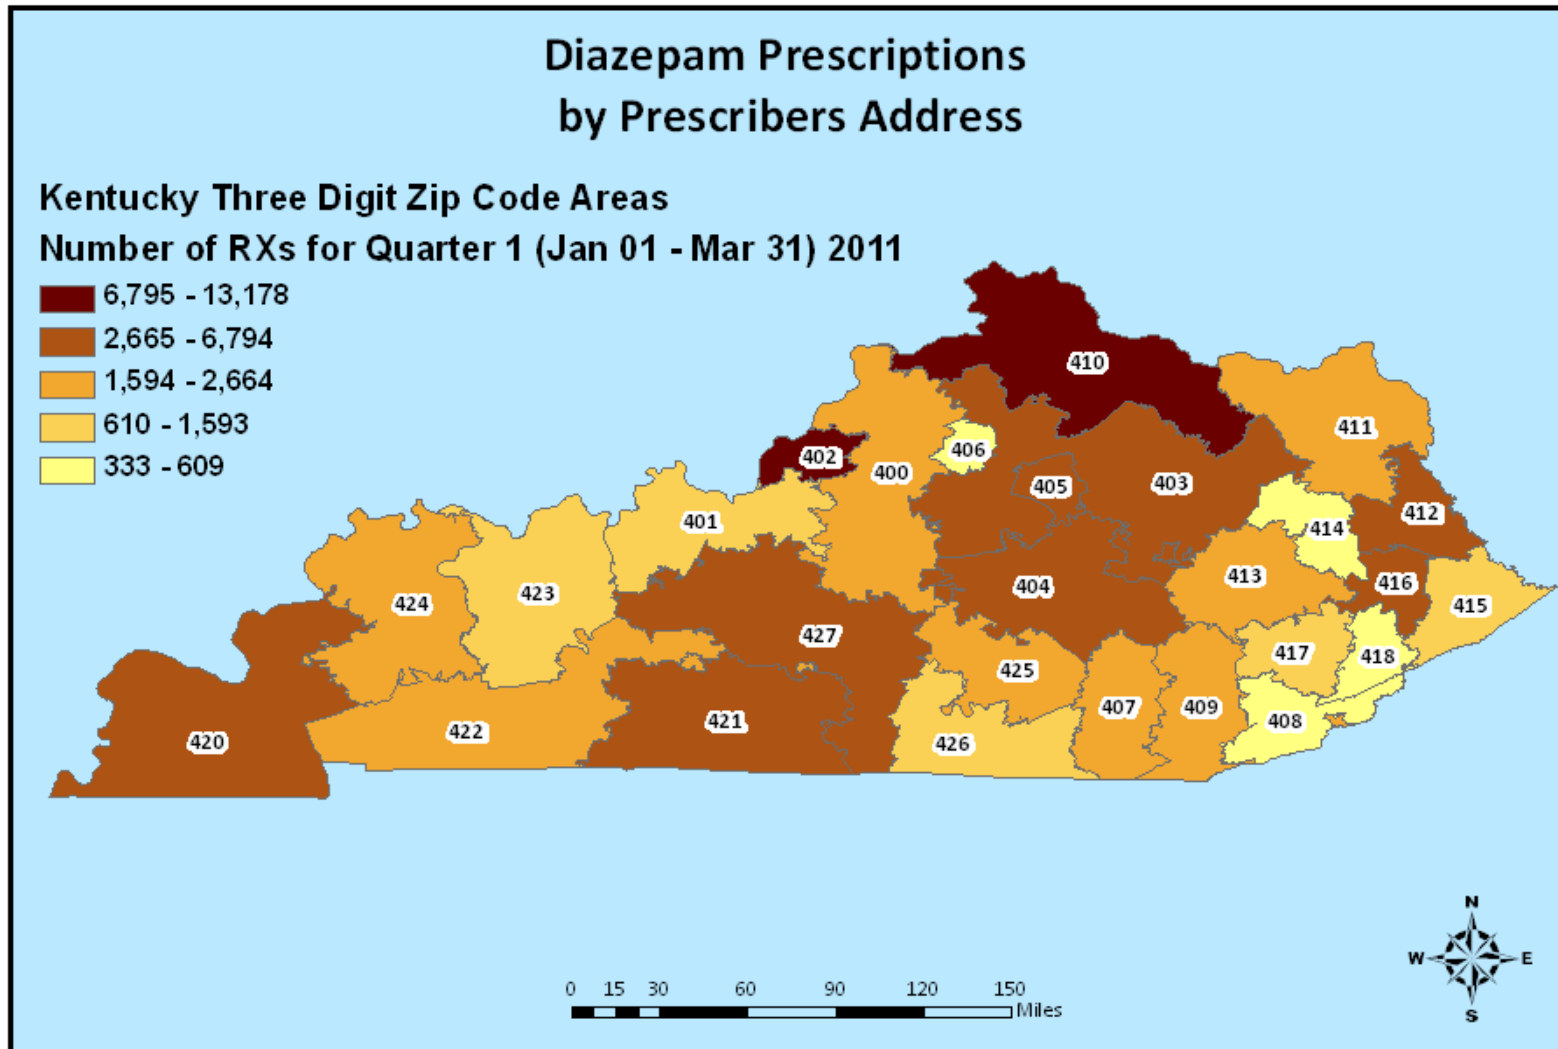 Diazepam Prescriptions
by Prescribers Address
Kentucky Three Digit Zip Code Areas
Number of RXs for Quarter 1 (Jan 01 - Mar 31) 2011
6,795 - 13,178
2,665 - 6,794
1,594 - 2,664
610 - 1,593
333 - 609
410
411
402
406
400
405
403
412
401
414
413
416
404
423
424
415
427
417
418
425
407
409
408
420
422
421
426
N
W
E
S
0 15 30 60 90 120 150
Miles